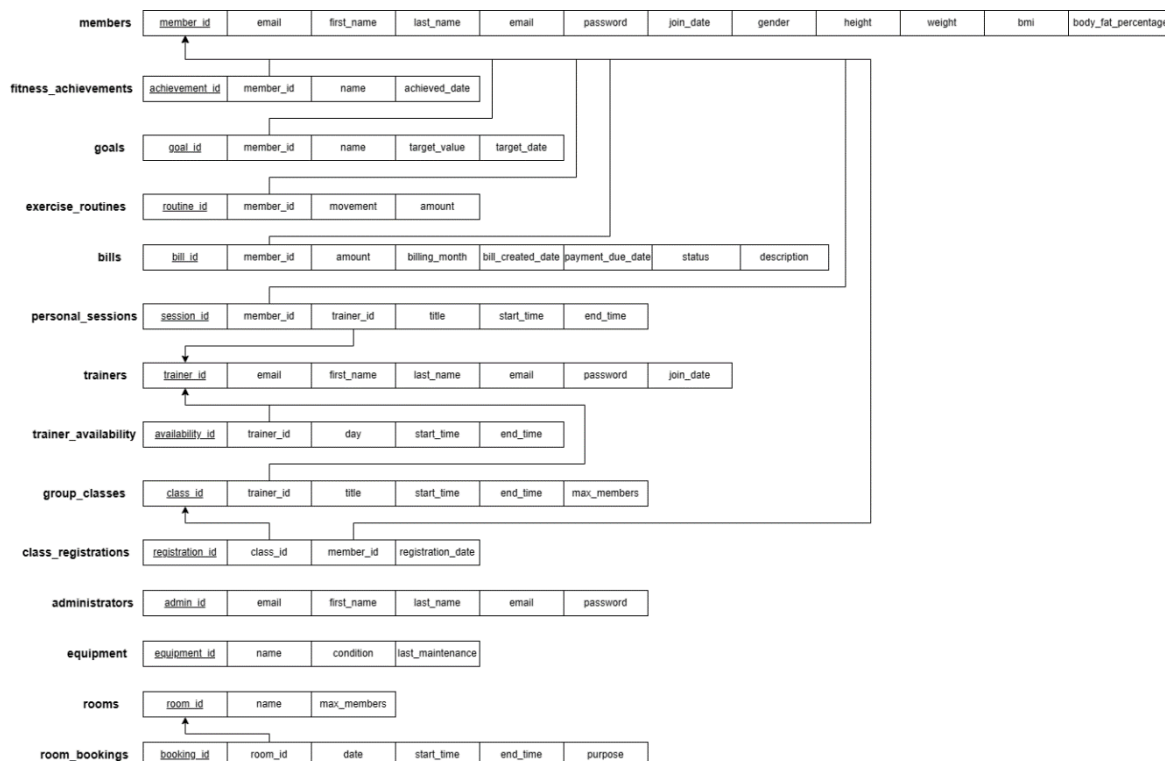 members member_id email first_name last_name email password join_date gender height weight bmi body_fat_percentage
fitness_achievements achievement_id member_id name achieved_date
goals goal_id member_id name target_value target_date
exercise_routines routine_id member_id movement amount
bills bill_id member_id amount billing_month bill_created_date payment_due_date status description
personal_sessions session_id member_id trainer_id title start_time end_time
trainers trainer_id email first_name last_name email password join_date
trainer_availability availability_id trainer_id day start_time end_time
group_classes class_id trainer_id title start_time end_time max_members
class_registrations registration_id class_id member_id registration_date
administrators admin_id email first_name last_name email password
equipment equipment_id name condition last_maintenance
rooms room_id name max_members
room_bookings booking_id room_id date start_time end_time purpose